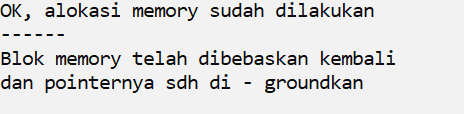 OK, alokasi memory sudah dilakukan
------
Blok memory telah dibebaskan kembali
dan pointernya sdh di - groundkan